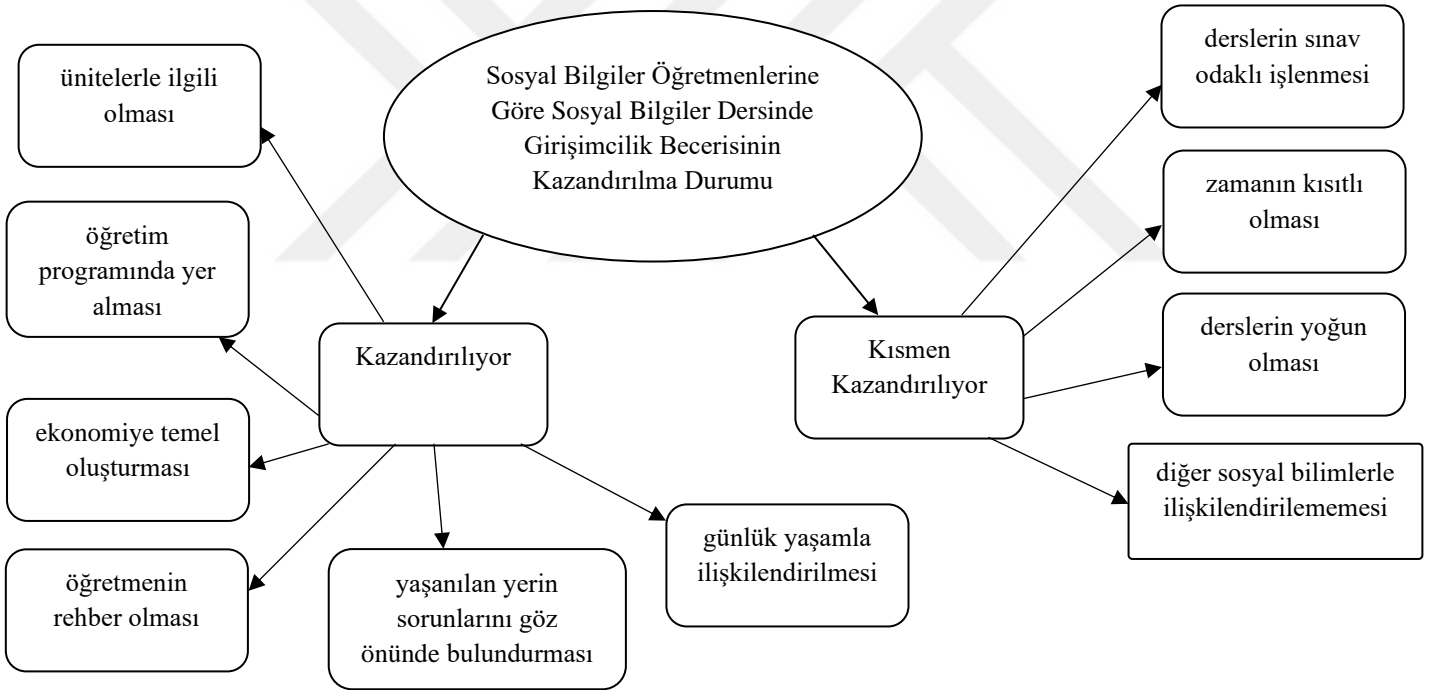 Sosyal Bilgiler Öğretmenlerine
Göre Sosyal Bilgiler Dersinde
Girişimcilik Becerisinin
Kazandırılma Durumu
ünitelerle ilgili
olması
öğretim
programında yer
alması
Kazandırılıyor
ekonomiye temel
oluşturması
öğretmenin
rehber olması
yaşanılan yerin
sorunlarını göz
önünde bulundurması
günlük yaşamla
ilişkilendirilmesi
Kısmen
Kazandırılıyor
derslerin sınav
odaklı işlenmesi
zamanın kısıtlı
olması
derslerin yoğun
olması
diğer sosyal bilimlerle
ilişkilendirilememesi